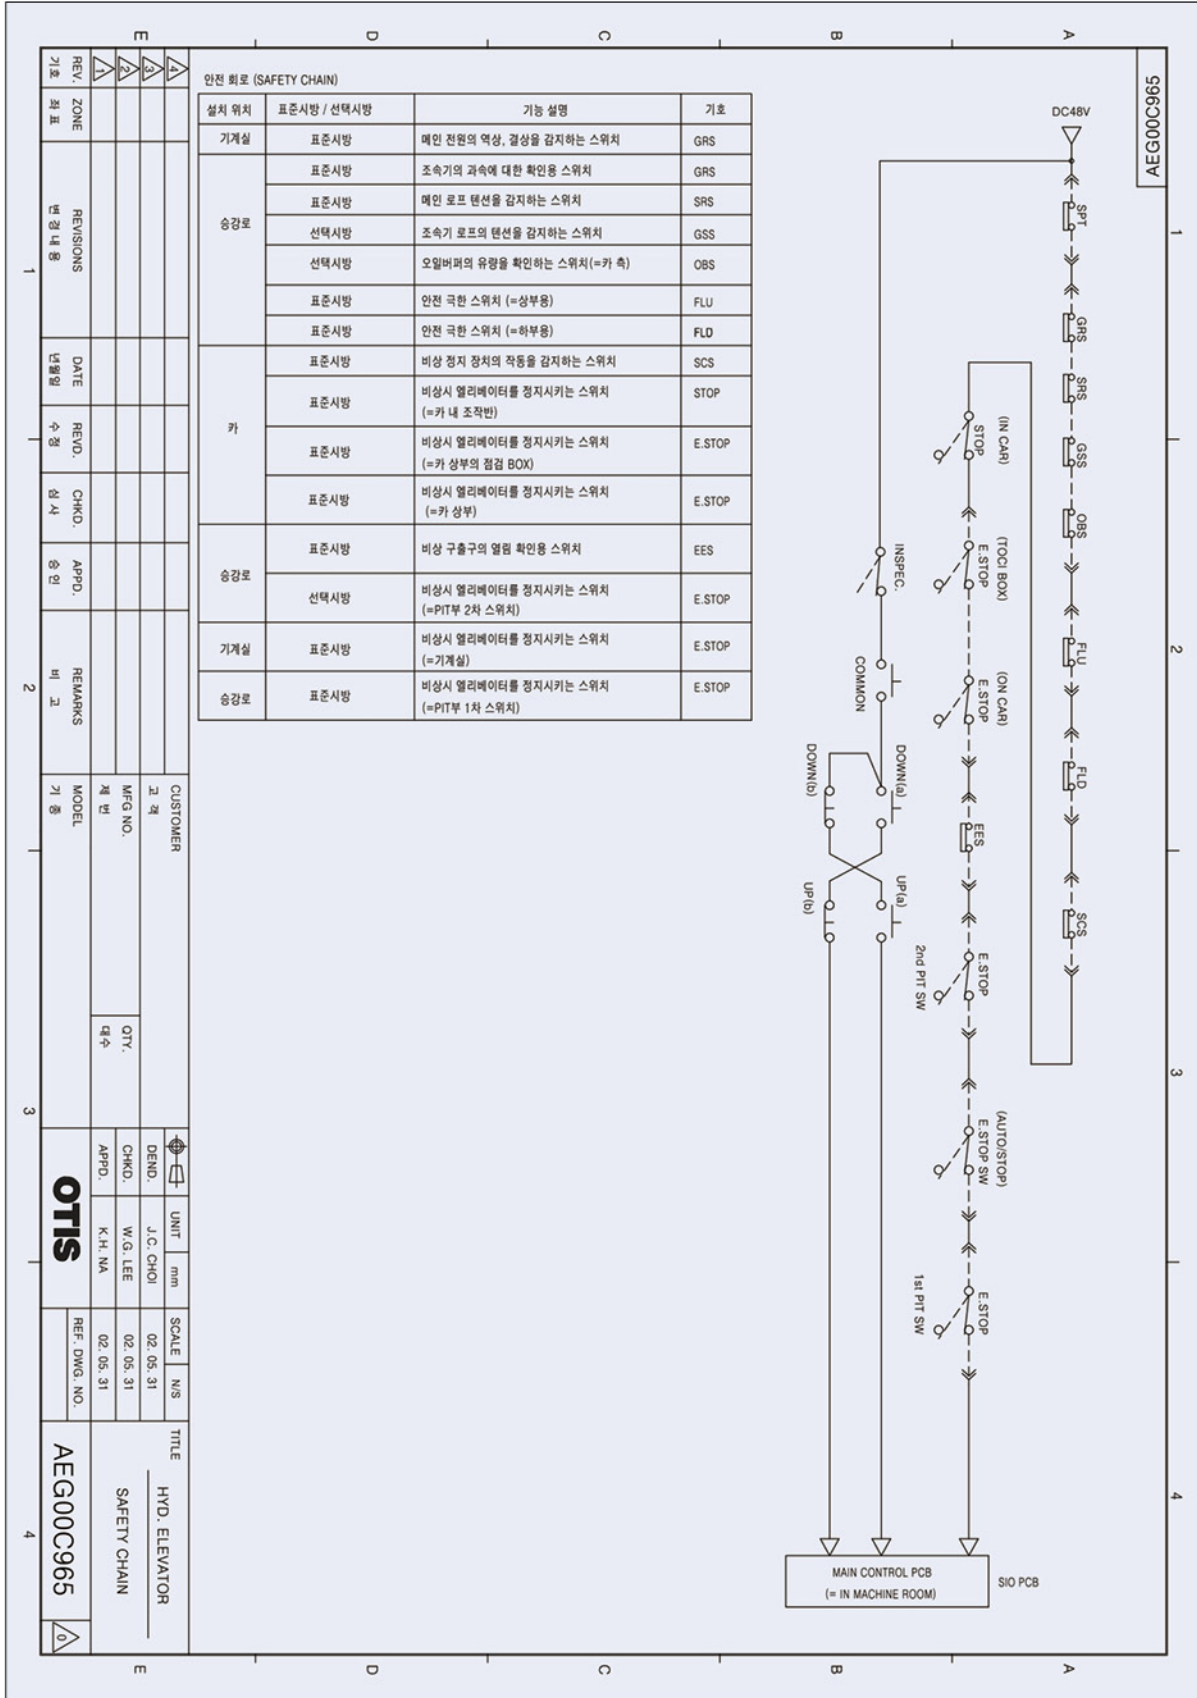 AEG00C965
DC48V
SPT
GRS
SRS
GSS
OBS
FLU
FLD
SCS
(IN CAR)
STOP
(TOCI BOX)
E.STOP
(ON CAR)
E.STOP
EES
E.STOP
2nd PIT SW
(AUTO/STOP)
E.STOP SW
E.STOP
1st PIT SW
INSPEC.
COMMON
DOWN(a)
DOWN(b)
UP(a)
UP(b)
MAIN CONTROL PCB
(= IN MACHINE ROOM)
SIO PCB
안전 회로 (SAFETY CHAIN)
설치 위치 표준시방 / 선택시방 기능 설명 기호
기계실 표준시방 메인 전원의 역상, 결상을 감지하는 스위치 GRS
승강로 표준시방 조속기의 과속에 대한 확인용 스위치 GRS
표준시방 메인 로프 텐션을 감지하는 스위치 SRS
선택시방 조속기 로프의 텐션을 감지하는 스위치 GSS
선택시방 오일버퍼의 유량을 확인하는 스위치(=카 측) OBS
표준시방 안전 극한 스위치 (=상부용) FLU
표준시방 안전 극한 스위치 (=하부용) FLD
카 표준시방 비상 정지 장치의 작동을 감지하는 스위치 SCS
표준시방 비상시 엘리베이터를 정지시키는 스위치 STOP
(=카 내 조작반)
표준시방 비상시 엘리베이터를 정지시키는 스위치 E.STOP
(=카 상부의 점검 BOX)
표준시방 비상시 엘리베이터를 정지시키는 스위치 E.STOP
(=카 상부)
승강로 표준시방 비상 구출구의 열림 확인용 스위치 EES
선택시방 비상시 엘리베이터를 정지시키는 스위치 E.STOP
(=PIT부 2차 스위치)
기계실 표준시방 비상시 엘리베이터를 정지시키는 스위치 E.STOP
(=기계실)
승강로 표준시방 비상시 엘리베이터를 정지시키는 스위치 E.STOP
(=PIT부 1차 스위치)
A B C D E
A B C D E
1 2 3 4
1 2 3 4
4
3
2
1
REV. ZONE REVISIONS DATE REVD. CHKD. APPD. REMARKS
기호 좌 표 변 경 내 용 년월일 수 정 심 사 승 인 비 고
CUSTOMER
고 객
MFG NO.
제 번
QTY.
대수
MODEL
기 종
UNIT mm SCALE N/S
DEND. J.C. CHOI 02. 05. 31
CHKD. W.G. LEE 02. 05. 31
APPD. K.H. NA 02. 05. 31
OTIS
REF. DWG. NO.
TITLE
HYD. ELEVATOR
SAFETY CHAIN
AEG00C965
0